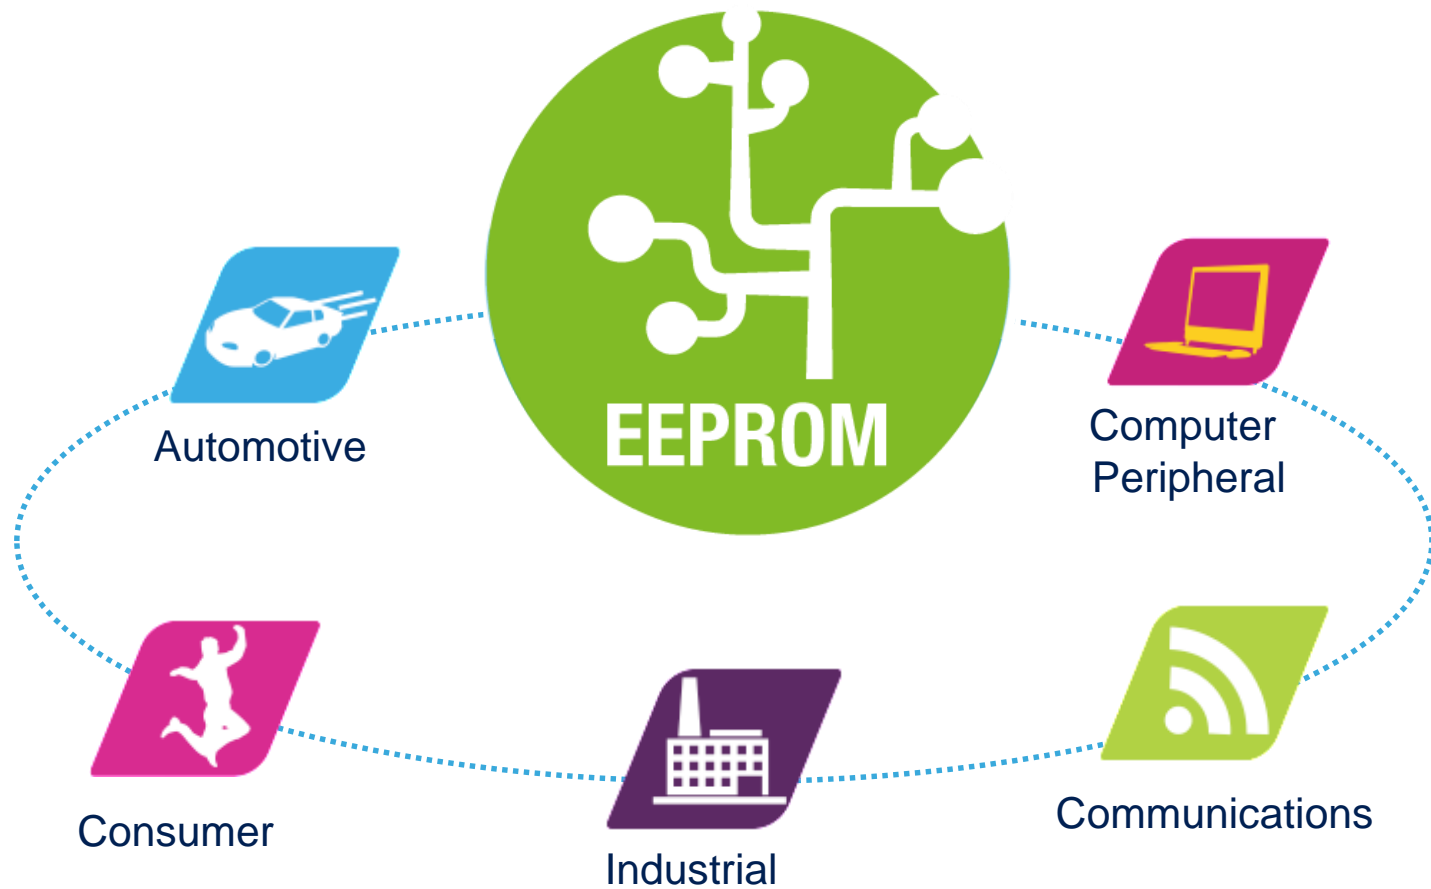 EEPROM
Automotive
Computer
Peripheral
Consumer
Industrial
Communications